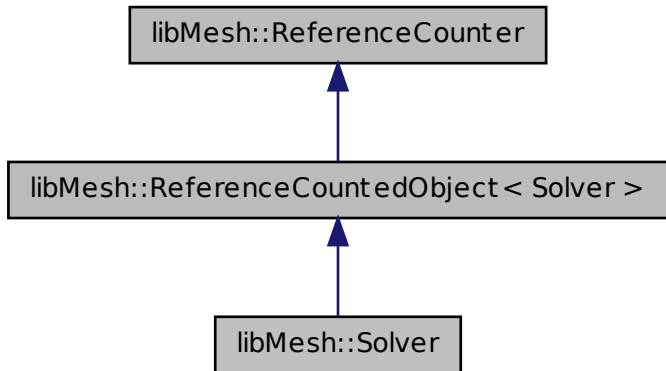 libMesh::ReferenceCounter
libMesh::ReferenceCountedObject< Solver >
libMesh::Solver